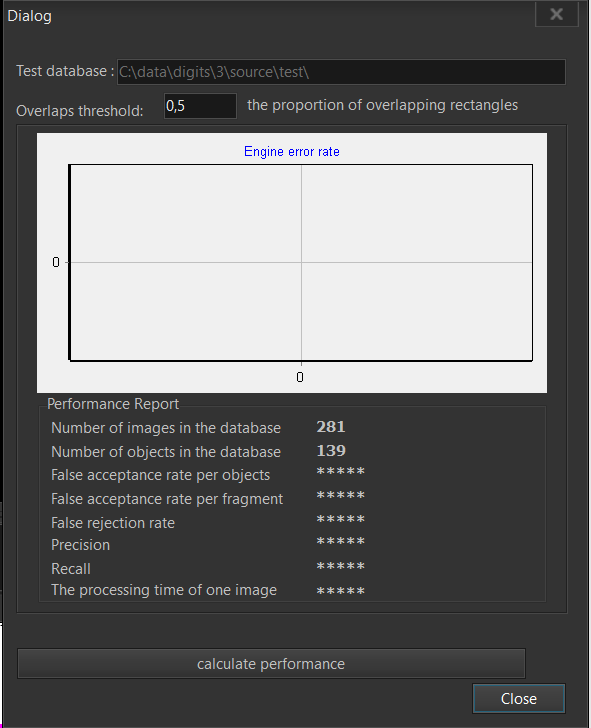 Dialog
Test database : C:\data\digits\3\source\test\
Overlaps threshold: 0,5 the proportion of overlapping rectangles
Engine error rate
0
0
Performance Report
Number of images in the database 281
Number of objects in the database 139
False acceptance rate per objects *****
False acceptance rate per fragment *****
False rejection rate *****
Precision *****
Recall *****
The processing time of one image *****
calculate performance
Close